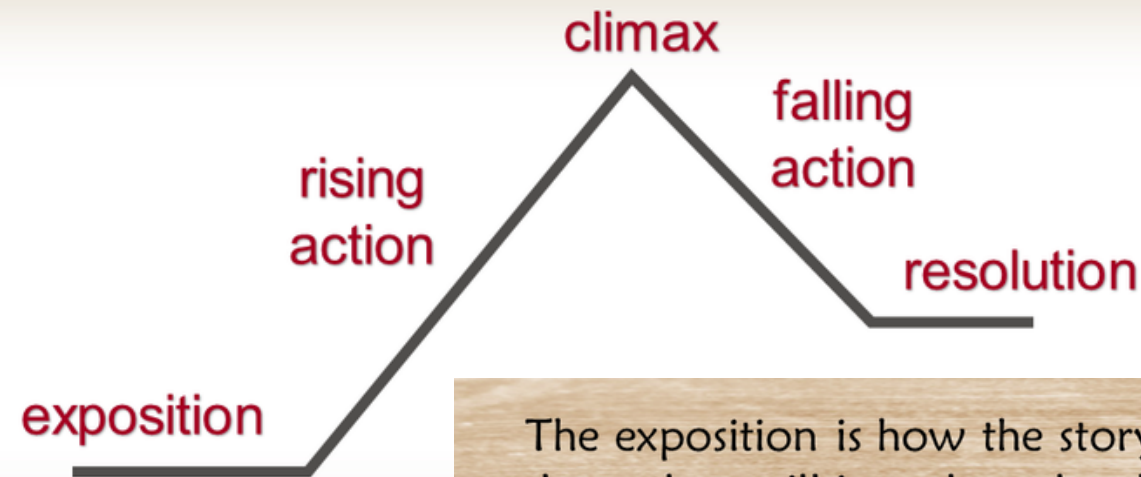 climax
falling
action
rising
action
resolution
exposition
The exposition is how the story